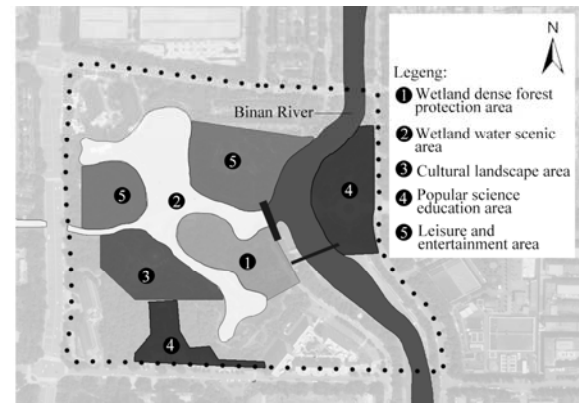 N
Legeng:
1 Wetland dense forest
protection area
2 Wetland water scenic
area
3 Cultural landscape area
4 Popular science
education area
5 Leisure and
entertainment area
Binan River
5
5
2
4
1
3
4